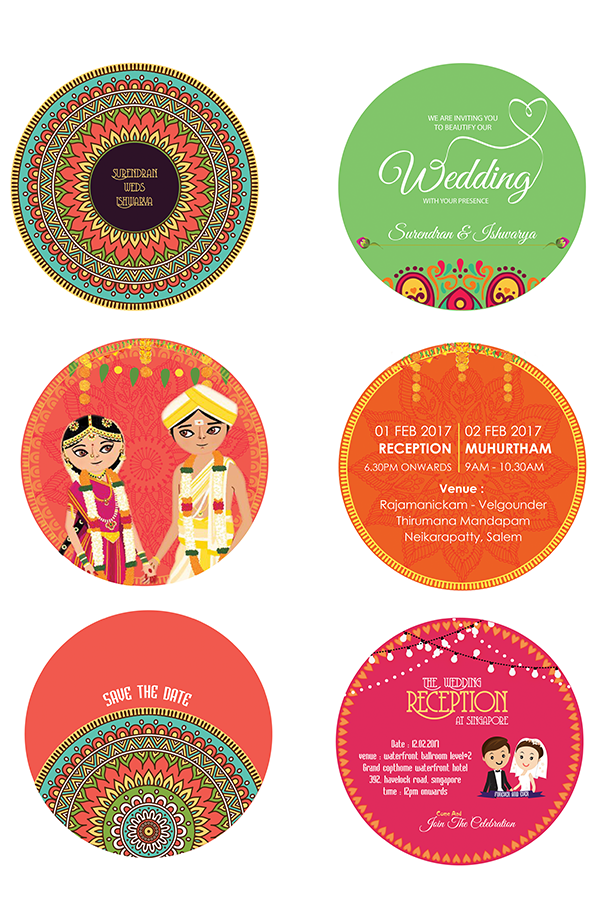 SURENDRAN
WEDS
ISHWARYA
WE ARE INVITING YOU
TO BEAUTIFY OUR
Wedding
WITH YOUR PRESENCE
Surendran & Ishwarya
01 FEB 2017 02 FEB 2017
RECEPTION MUHURTHAM
6.30PM ONWARDS 9AM - 10.30AM
Venue :
Rajamanickam - Velgounder
Thirumana Mandapam
Neikarapatty, Salem
SAVE THE DATE
THE WEDDING
RECEPTION
AT SINGAPORE
Date : 12.02.2017
venue : waterfront ballroom level*2
Grand copthorne waterfront hotel
392, havelock road, singapore
time : 12pm onwards
FOREVER AND EVER
Come And
Join The Celebration